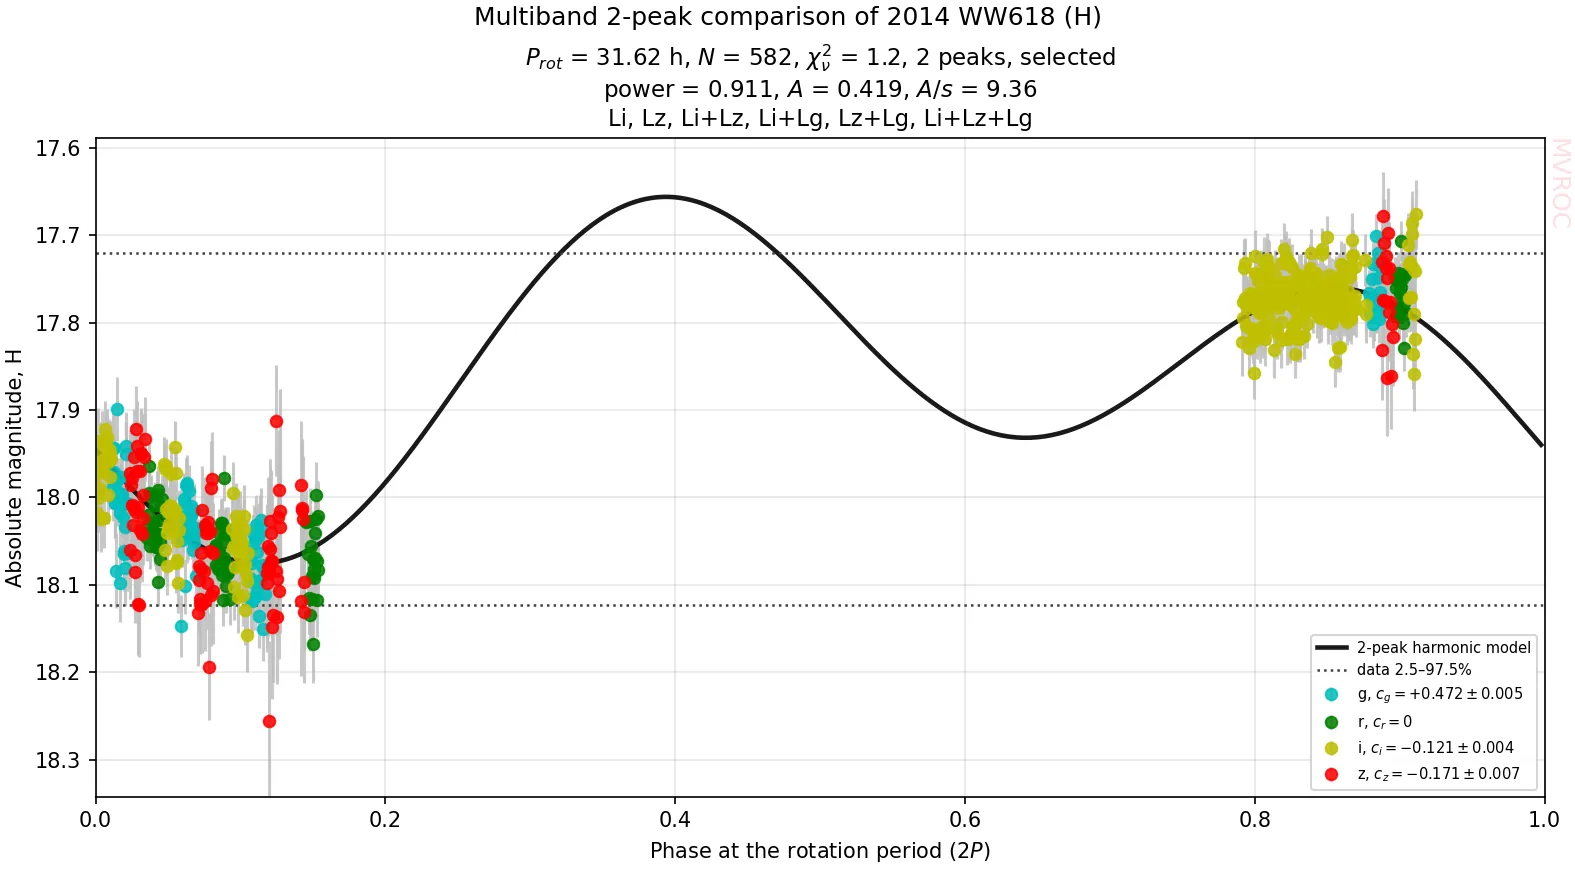 Multiband 2-peak comparison of 2014 WW618 (H)
P_rot = 31.62 h, N = 582, χ²_ν = 1.2, 2 peaks, selected
power = 0.911, A = 0.419, A/s = 9.36
Li, Lz, Li+Lz, Li+Lg, Lz+Lg, Li+Lz+Lg
MVROC
Absolute magnitude, H
17.6
17.7
17.8
17.9
18.0
18.1
18.2
18.3
2-peak harmonic model
data 2.5–97.5%
g, c_g = +0.472 ± 0.005
r, c_r = 0
i, c_i = −0.121 ± 0.004
z, c_z = −0.171 ± 0.007
0.0 0.2 0.4 0.6 0.8 1.0
Phase at the rotation period (2P)